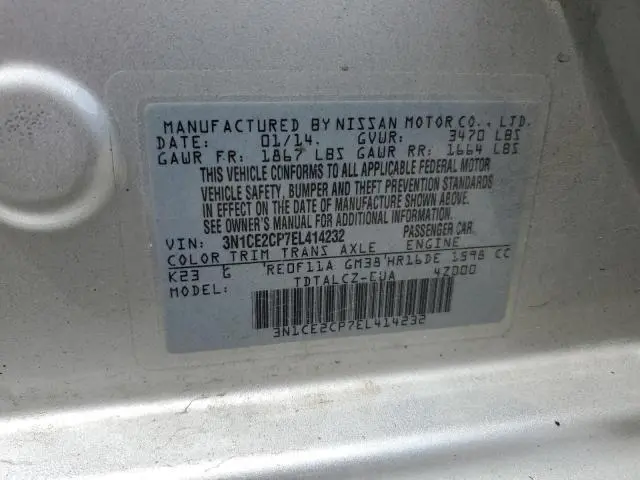 MANUFACTURED BY NISSAN MOTOR CO., LTD.
DATE: 01/14. GVWR: 3470 LBS
GAWR FR: 1867 LBS GAWR RR: 1664 LBS
THIS VEHICLE CONFORMS TO ALL APPLICABLE FEDERAL MOTOR
VEHICLE SAFETY, BUMPER AND THEFT PREVENTION STANDARDS
IN EFFECT ON THE DATE OF MANUFACTURE SHOWN ABOVE.
SEE OWNER'S MANUAL FOR ADDITIONAL INFORMATION.
VIN: 3N1CE2CP7EL414232 PASSENGER CAR.
COLOR TRIM TRANS AXLE ENGINE
K23 G RE0F11A GM38 HR16DE 1598 CC
MODEL: TDTALCZ-EUA 4Z000
3N1CE2CP7EL414232